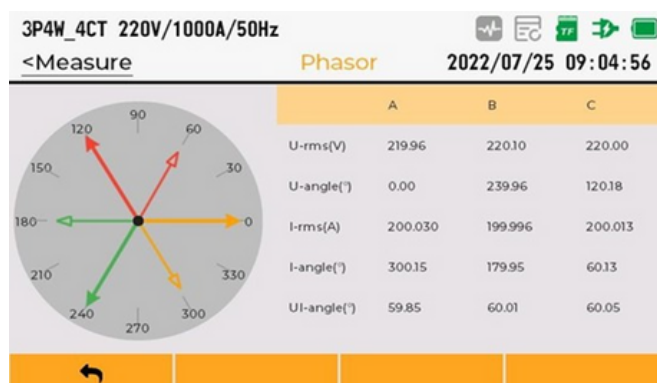 3P4W_4CT 220V/1000A/50Hz
TF
<Measure Phasor 2022/07/25 09:04:56
A B C
U-rms(V) 219.96 220.10 220.00
U-angle(°) 0.00 239.96 120.18
I-rms(A) 200.030 199.996 200.013
I-angle(°) 300.15 179.95 60.13
UI-angle(°) 59.85 60.01 60.05
90
120 60
150 30
180 0
210 330
240 300
270